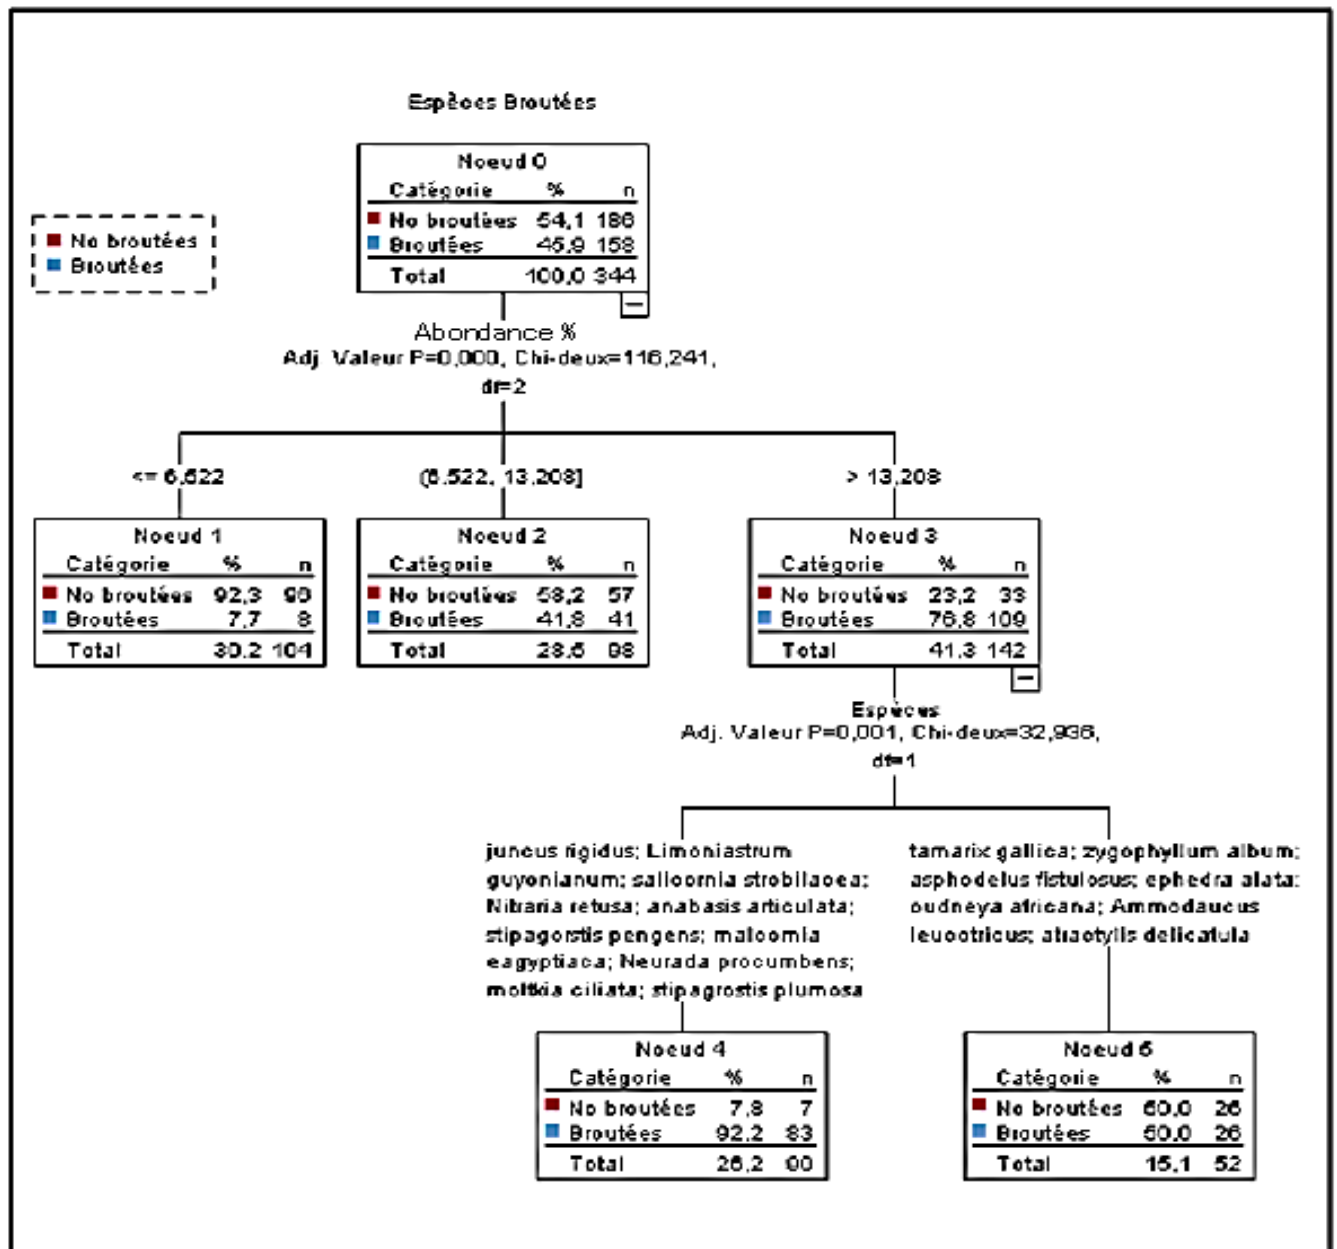 Espèces Broutées
Noeud 0
Catégorie % n
No broutées 54,1 186
Broutées 45,9 158
Total 100,0 344
No broutées
Broutées
Abondance %
Adj. Valeur P=0,000, Chi-deux=116,241,
df=2
<= 6,522
(6.522, 13,208]
> 13,208
Noeud 1
Catégorie % n
No broutées 92,3 96
Broutées 7,7 8
Total 30.2 104
Noeud 2
Catégorie % n
No broutées 58,2 57
Broutées 41,8 41
Total 28.5 98
Noeud 3
Catégorie % n
No broutées 23,2 33
Broutées 76,8 109
Total 41.3 142
Espèces
Adj. Valeur P=0,001, Chi-deux=32,936,
df=1
juncus rigidus; Limoniastrum
guyonianum; salicornia strobilacea;
Nitraria retusa; anabasis articulata;
stipagorstis pengens; malcomia
eagyptiaca; Neurada procumbens;
moltkia ciliata; stipagrostis plumosa
tamarix gallica; zygophyllum album;
asphodelus fistulosus; ephedra alata;
oudneya africana; Ammodaucus
leucotricus; atractylis delicatula
Noeud 4
Catégorie % n
No broutées 7,8 7
Broutées 92,2 83
Total 26,2 90
Noeud 5
Catégorie % n
No broutées 50,0 26
Broutées 50,0 26
Total 15,1 52